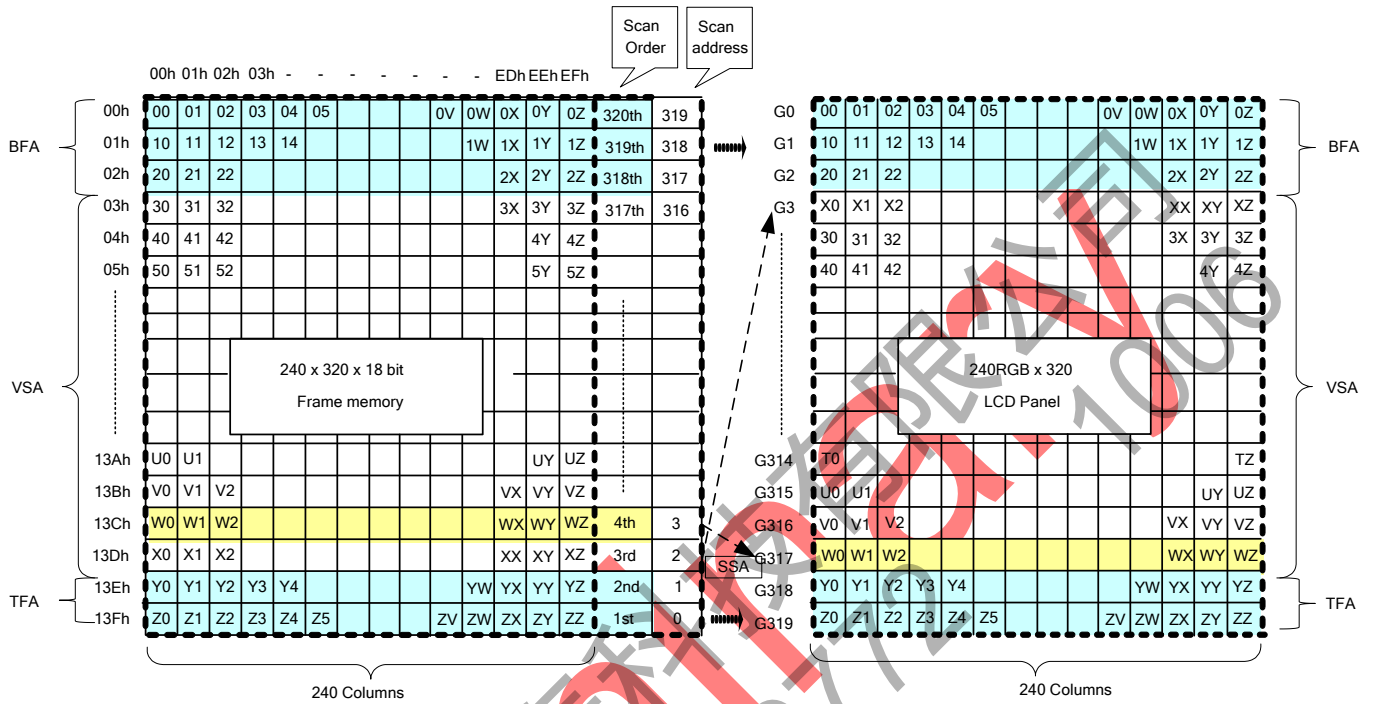 Scan Order
Scan address
00h 01h 02h 03h - - - - - - - EDh EEh EFh
00h 00 01 02 03 04 05 0V 0W 0X 0Y 0Z 320th 319
01h 10 11 12 13 14 1W 1X 1Y 1Z 319th 318
02h 20 21 22 2X 2Y 2Z 318th 317
03h 30 31 32 3X 3Y 3Z 317th 316
04h 40 41 42 4Y 4Z
05h 50 51 52 5Y 5Z
BFA
VSA
TFA
240 x 320 x 18 bit
Frame memory
13Ah U0 U1 UY UZ
13Bh V0 V1 V2 VX VY VZ
13Ch W0 W1 W2 WX WY WZ 4th 3
13Dh X0 X1 X2 XX XY XZ 3rd 2
13Eh Y0 Y1 Y2 Y3 Y4 YW YX YY YZ 2nd 1
13Fh Z0 Z1 Z2 Z3 Z4 Z5 ZV ZW ZX ZY ZZ 1st 0
240 Columns
SSA
G0 00 01 02 03 04 05 0V 0W 0X 0Y 0Z
G1 10 11 12 13 14 1W 1X 1Y 1Z
G2 20 21 22 2X 2Y 2Z
G3 X0 X1 X2 XX XY XZ
30 31 32 3X 3Y 3Z
40 41 42 4Y 4Z
240RGB x 320
LCD Panel
G314 T0 TZ
G315 U0 U1 UY UZ
G316 V0 V1 V2 VX VY VZ
G317 W0 W1 W2 WX WY WZ
G318 Y0 Y1 Y2 Y3 Y4 YW YX YY YZ
G319 Z0 Z1 Z2 Z3 Z4 Z5 ZV ZW ZX ZY ZZ
BFA
VSA
TFA
240 Columns
科技有限公司
1006